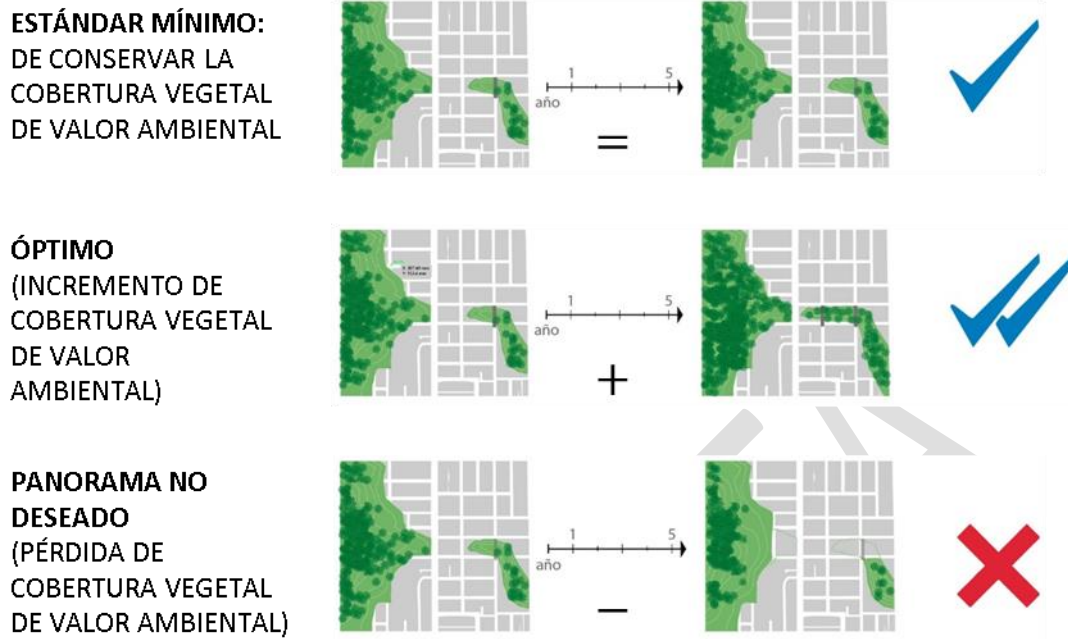 ESTÁNDAR MÍNIMO:
DE CONSERVAR LA
COBERTURA VEGETAL
DE VALOR AMBIENTAL
1 5
año
=
ÓPTIMO
(INCREMENTO DE
COBERTURA VEGETAL
DE VALOR
AMBIENTAL)
1 5
año
+
PANORAMA NO
DESEADO
(PÉRDIDA DE
COBERTURA VEGETAL
DE VALOR AMBIENTAL)
1 5
año
−